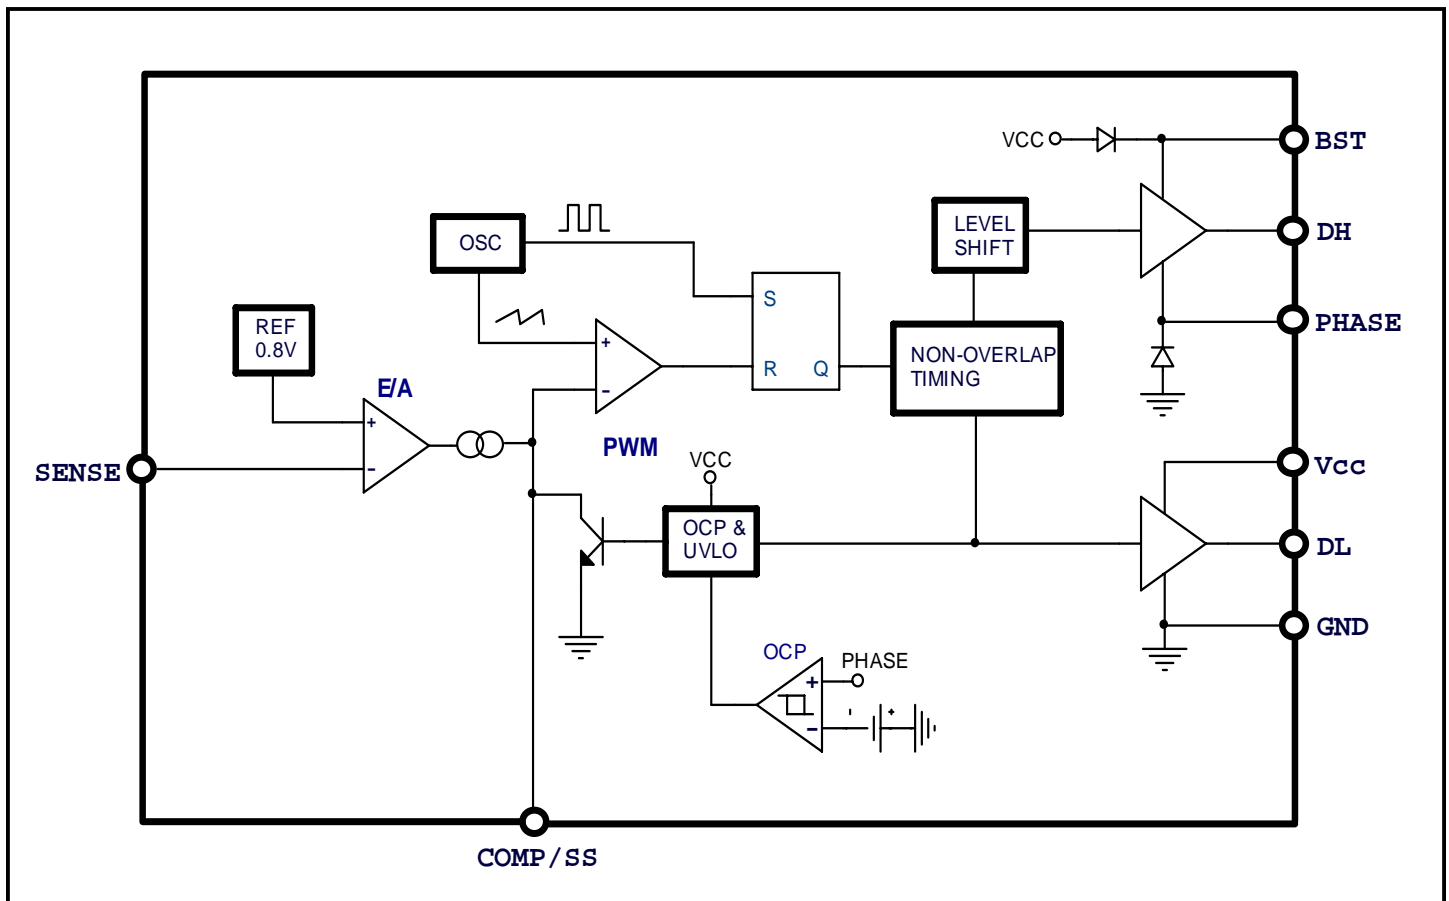 VCC
BST
LEVEL
SHIFT
DH
OSC
S
REF
0.8V
PHASE
+
NON-OVERLAP
TIMING
R
Q
E/A
-
+
PWM
VCC
Vcc
SENSE
-
OCP &
UVLO
DL
GND
OCP
PHASE
+
- +
-
COMP/SS